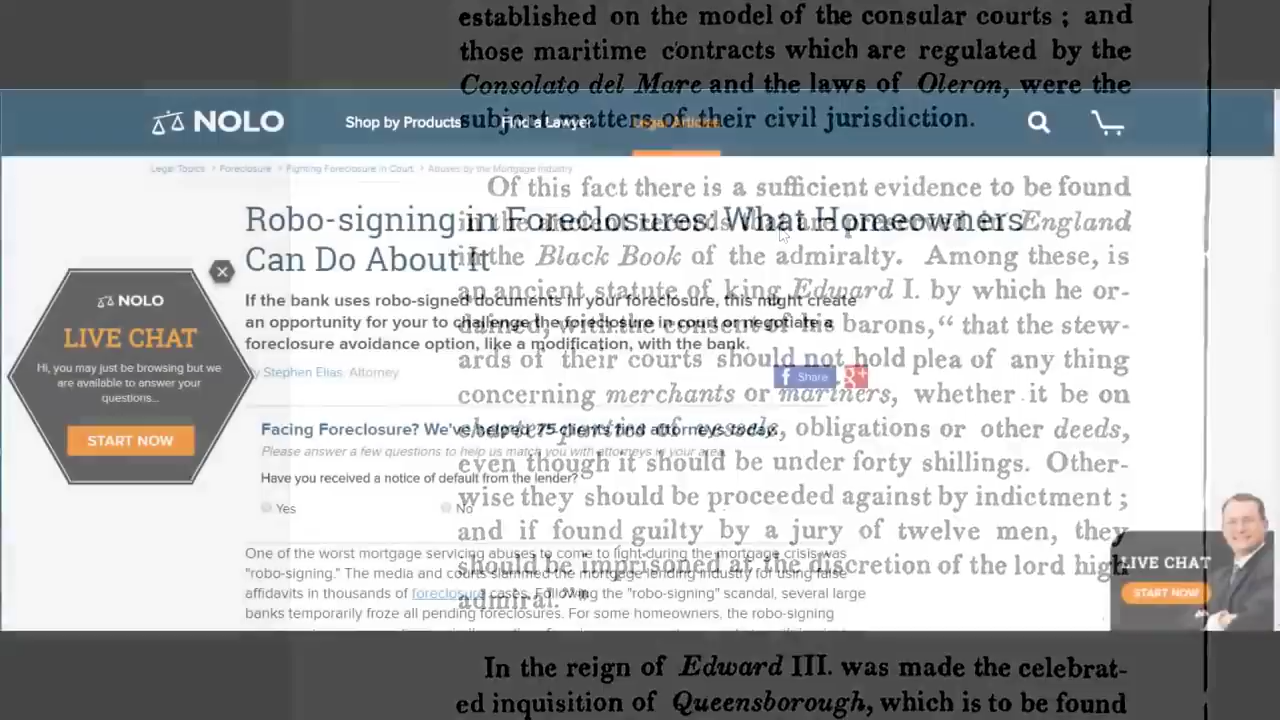 established on the model of the consular courts ; and
those maritime contracts which are regulated by the
Consolato del Mare and the laws of Oleron, were the
subject matters of their civil jurisdiction.
NOLO
Shop by Products
Find a Lawyer
Legal Articles
Legal Topics > Foreclosure > Fighting Foreclosure in Court > Abuses by the Mortgage Industry
Of this fact there is a sufficient evidence to be found
in the ancient records that are preserved in England
in the Black Book of the admiralty. Among these, is
an ancient statute of king Edward I. by which he or-
dained, with the consent of his barons, “ that the stew-
ards of their courts should not hold plea of any thing
concerning merchants or mariners, whether it be on
charter-parties of vessels, obligations or other deeds,
even though it should be under forty shillings. Other-
wise they should be proceeded against by indictment ;
and if found guilty by a jury of twelve men, they
should be imprisoned at the discretion of the lord high
admiral.”
Robo-signing in Foreclosures: What Homeowners
Can Do About It
If the bank uses robo-signed documents in your foreclosure, this might create
an opportunity for your to challenge the foreclosure in court or negotiate a
foreclosure avoidance option, like a modification, with the bank.
By Stephen Elias, Attorney
Share
g+
Facing Foreclosure? We've helped 75 clients find attorneys today.
Please answer a few questions to help us match you with attorneys in your area.
Have you received a notice of default from the lender?
Yes
No
One of the worst mortgage servicing abuses to come to light during the mortgage crisis was
"robo-signing." The media and courts slammed the mortgage lending industry for using false
affidavits in thousands of foreclosure cases. Following the "robo-signing" scandal, several large
banks temporarily froze all pending foreclosures. For some homeowners, the robo-signing
NOLO
LIVE CHAT
Hi, you may just be browsing but we
are available to answer your
questions...
START NOW
LIVE CHAT
START NOW
In the reign of Edward III. was made the celebrat-
ed inquisition of Queensborough, which is to be found